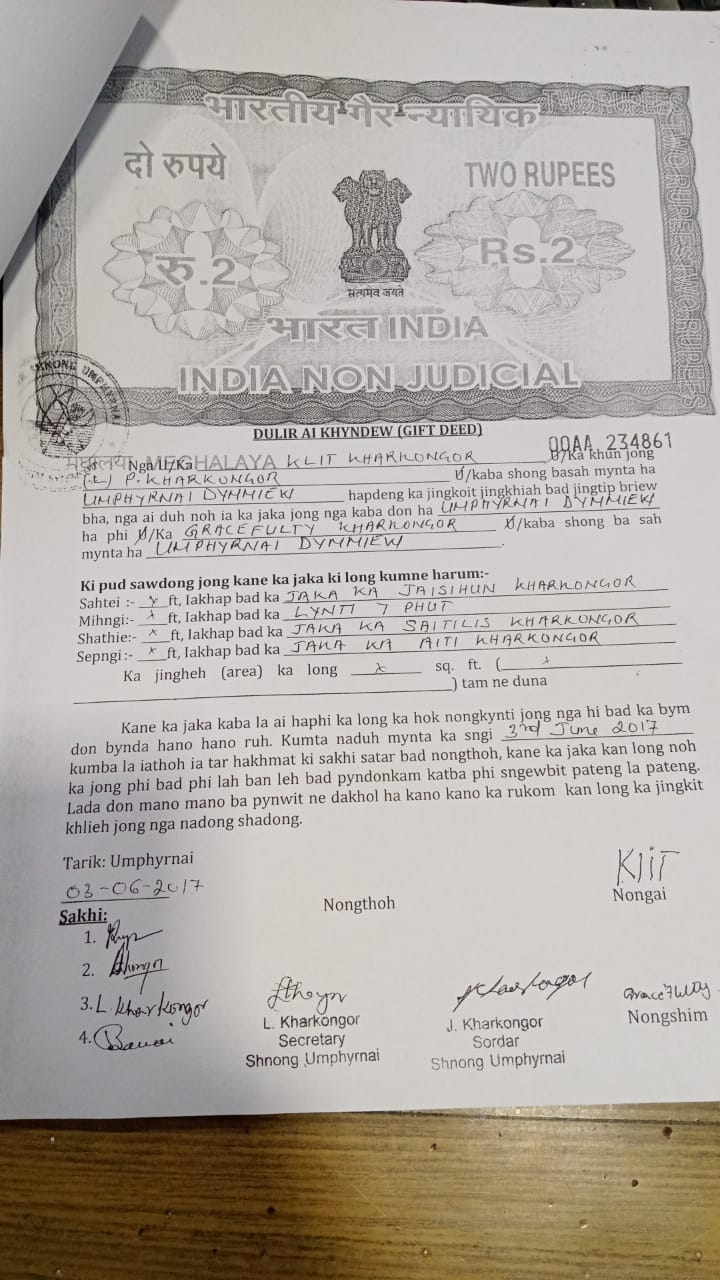 भारतीय गैर न्यायिक
दो रुपये
TWO RUPEES
रु.2
Rs.2
सत्यमेव जयते
भारत INDIA
INDIA NON JUDICIAL
DULIR AI KHYNDEW (GIFT DEED)
मेघालय MEGHALAYA
00AA 234861
Nga U/Ka KLIT KHARKONGOR U/Ka khun jong
(L) P. KHARKONGOR U/kaba shong basah mynta ha
UMPHYRNAI DYMMIEW hapdeng ka jingkoit jingkhiah bad jingtip briew
bha, nga ai duh noh ia ka jaka jong nga kaba don ha UMPHYRNAI DYMMIEW
ha phi U/Ka GRACEFULTY KHARKONGOR U/kaba shong ba sah
mynta ha UMPHYRNAI DYMMIEW.
Ki pud sawdong jong kane ka jaka ki long kumne harum:-
Sahtei :- x ft, lakhap bad ka JAKA KA JAISIHUN KHARKONGOR
Mihngi:- x ft, lakhap bad ka LYNTI 7 PHUT
Shathie:- x ft, lakhap bad ka JAKA KA SAITILIS KHARKONGOR
Sepngi:- x ft, lakhap bad ka JAKA KA AITI KHARKONGOR
Ka jingheh (area) ka long x sq. ft. ( x
) tam ne duna
Kane ka jaka kaba la ai haphi ka long ka hok nongkynti jong nga hi bad ka bym
don bynda hano hano ruh. Kumta naduh mynta ka sngi 3rd June 2017
kumba la iathoh ia tar hakhmat ki sakhi satar bad nongthoh, kane ka jaka kan long noh
ka jong phi bad phi lah ban leh bad pyndonkam katba phi sngewbit pateng la pateng.
Lada don mano mano ba pynwit ne dakhol ha kano kano ka rukom kan long ka jingkit
khlieh jong nga nadong shadong.
Tarik: Umphyrnai
03-06-2017
KliT
Nongthoh
Nongai
Sakhi:
1.
2.
3. L. Kharkongor
4.
L. Kharkongor
Secretary
Shnong Umphyrnai
J. Kharkongor
Sordar
Shnong Umphyrnai
Gracefulty
Nongshim